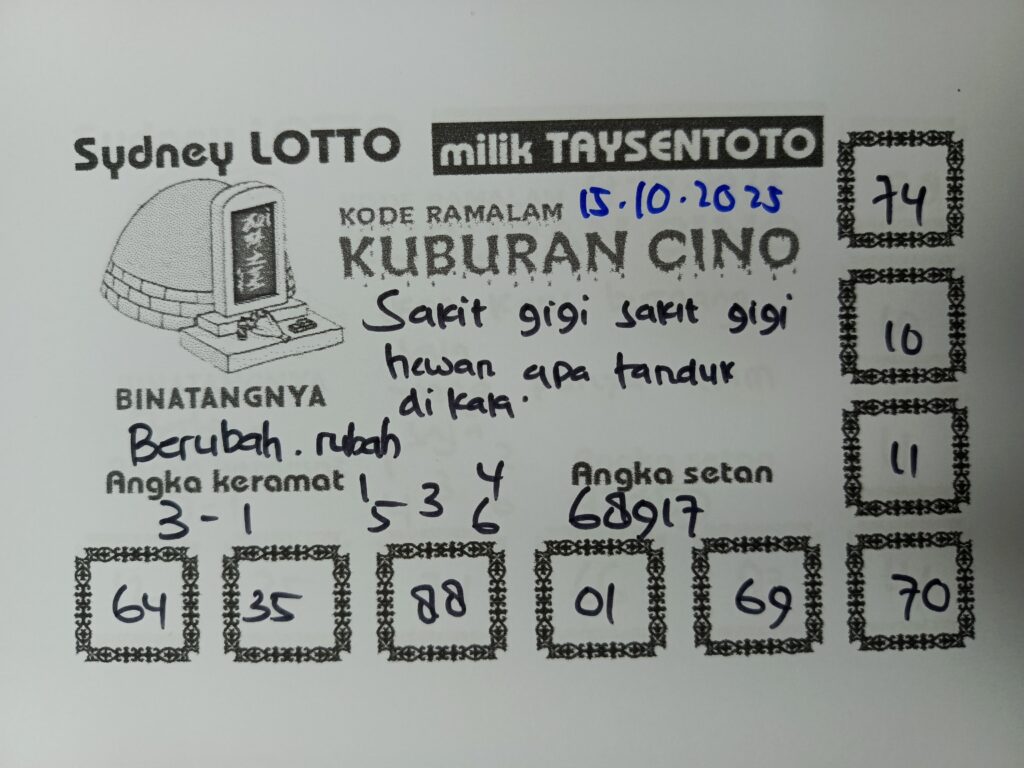 Sydney LOTTO
milik TAYSENTOTO
KODE RAMALAM 15.10.2025
KUBURAN CINO
Sakit gigi sakit gigi
hewan apa tanduk
di kaki.
BINATANGNYA
Berubah. rubah
Angka keramat
3 - 1
1 4
5 - 3 6
Angka setan
68917
74
10
11
64 35 88 01 69 70